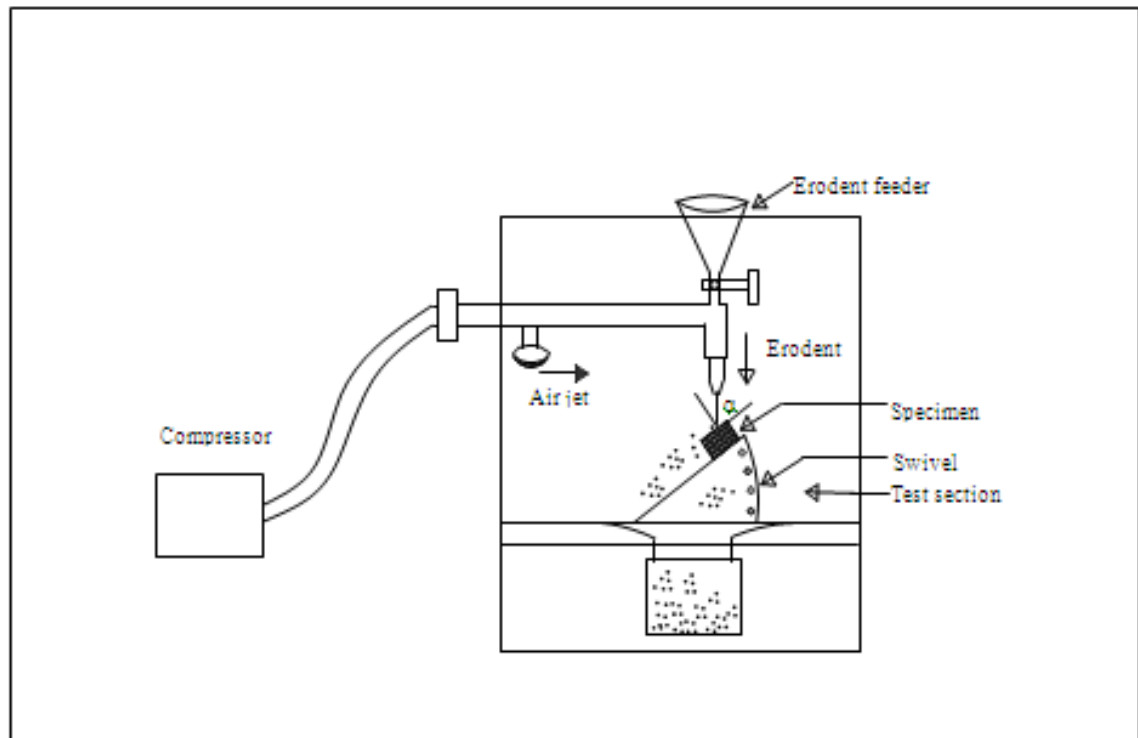 Erodent feeder
Erodent
Air jet
α
Specimen
Compressor
Swivel
Test section